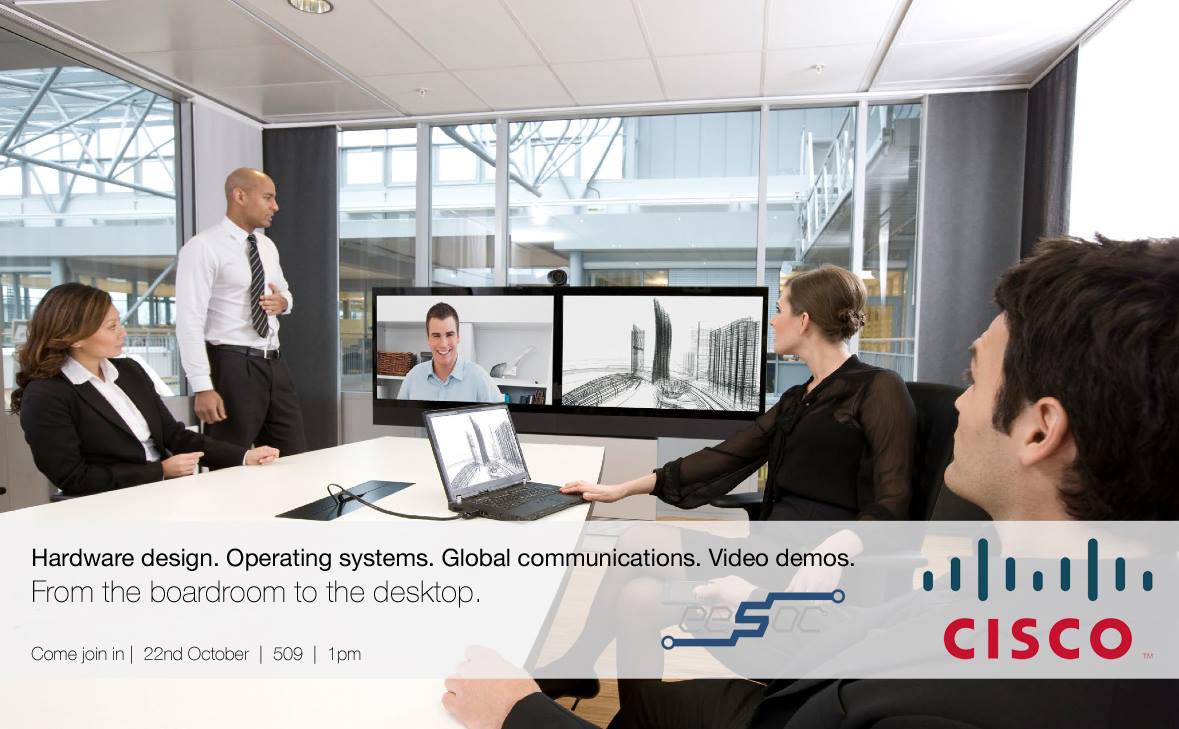 Hardware design. Operating systems. Global communications. Video demos.
From the boardroom to the desktop.
Come join in | 22nd October | 509 | 1pm
eeSoc
CISCO
TM